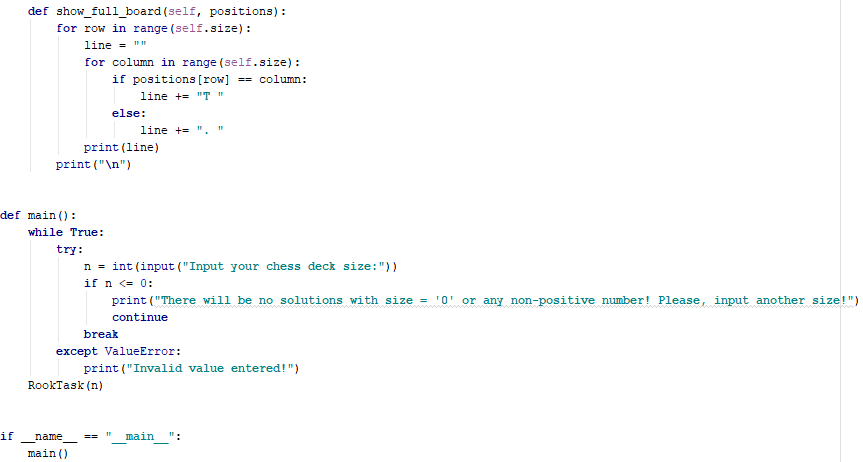 def show_full_board(self, positions):
for row in range(self.size):
line = ""
for column in range(self.size):
if positions[row] == column:
line += "T "
else:
line += ". "
print(line)
print("\n")
def main():
while True:
try:
n = int(input("Input your chess deck size:"))
if n <= 0:
print("There will be no solutions with size = '0' or any non-positive number! Please, input another size!")
continue
break
except ValueError:
print("Invalid value entered!")
RookTask(n)
if __name__ == "__main__":
main()